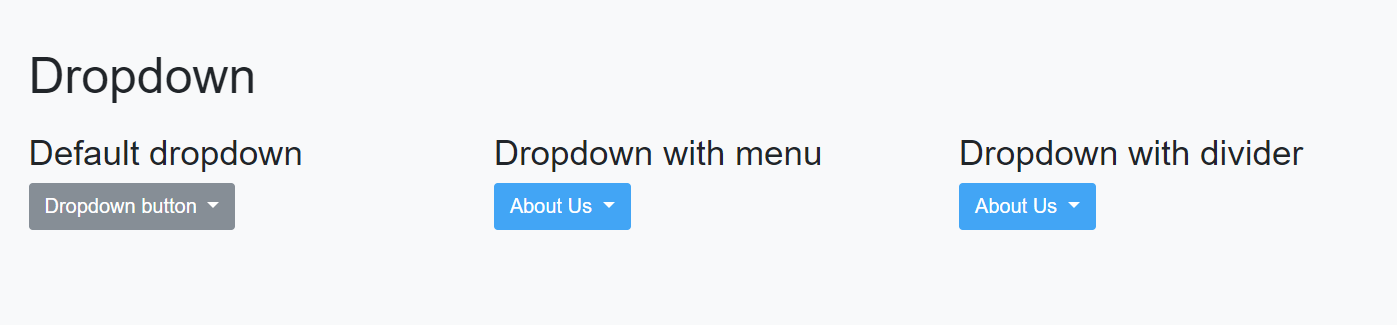 Dropdown
Default dropdown
Dropdown button
Dropdown with menu
About Us
Dropdown with divider
About Us